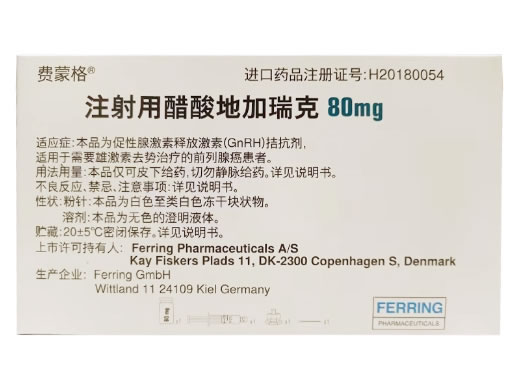 费蒙格®
进口药品注册证号:H20180054
注射用醋酸地加瑞克 80mg
适应症:本品为促性腺激素释放激素(GnRH)拮抗剂,
适用于需要雄激素去势治疗的前列腺癌患者。
用法用量:本品仅可皮下给药,切勿静脉给药。详见说明书。
不良反应、禁忌、注意事项:详见说明书。
性状:粉针:本品为白色至类白色冻干块状物。
溶剂:本品为无色的澄明液体。
贮藏:20±5℃密闭保存。详见说明书。
上市许可持有人: Ferring Pharmaceuticals A/S
Kay Fiskers Plads 11, DK-2300 Copenhagen S, Denmark
生产企业: Ferring GmbH
Wittland 11 24109 Kiel Germany
80 mg x1 x1 x1 x1
FERRING
PHARMACEUTICALS